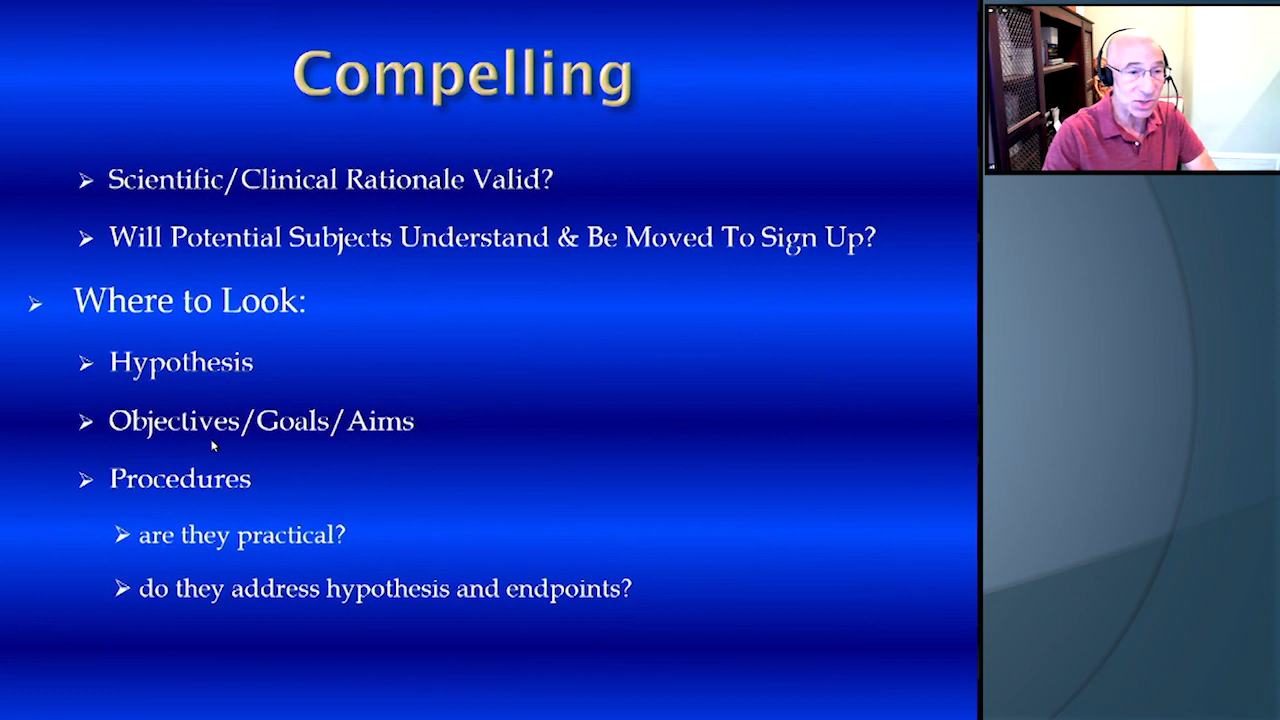 Compelling
Scientific/Clinical Rationale Valid?
Will Potential Subjects Understand & Be Moved To Sign Up?
Where to Look:
Hypothesis
Objectives/Goals/Aims
Procedures
are they practical?
do they address hypothesis and endpoints?